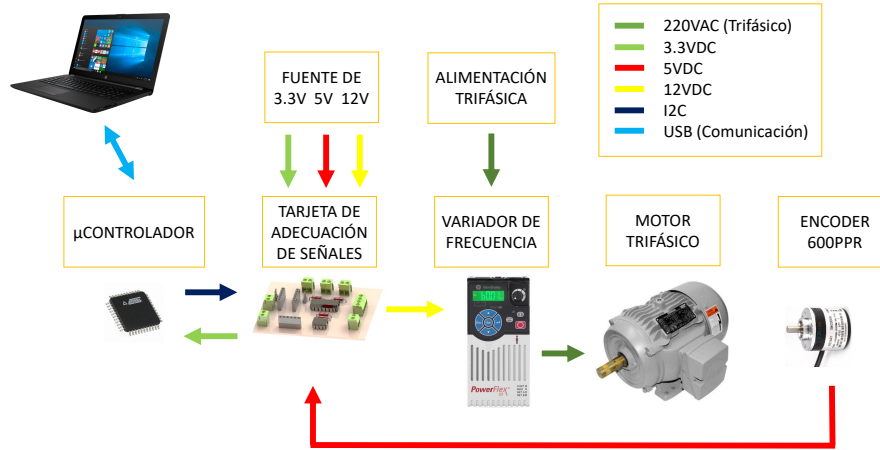 FUENTE DE
3.3V 5V 12V
ALIMENTACIÓN
TRIFÁSICA
220VAC (Trifásico)
3.3VDC
5VDC
12VDC
I2C
USB (Comunicación)
µCONTROLADOR
TARJETA DE
ADECUACIÓN
DE SEÑALES
VARIADOR DE
FRECUENCIA
MOTOR
TRIFÁSICO
ENCODER
600PPR
PowerFlex